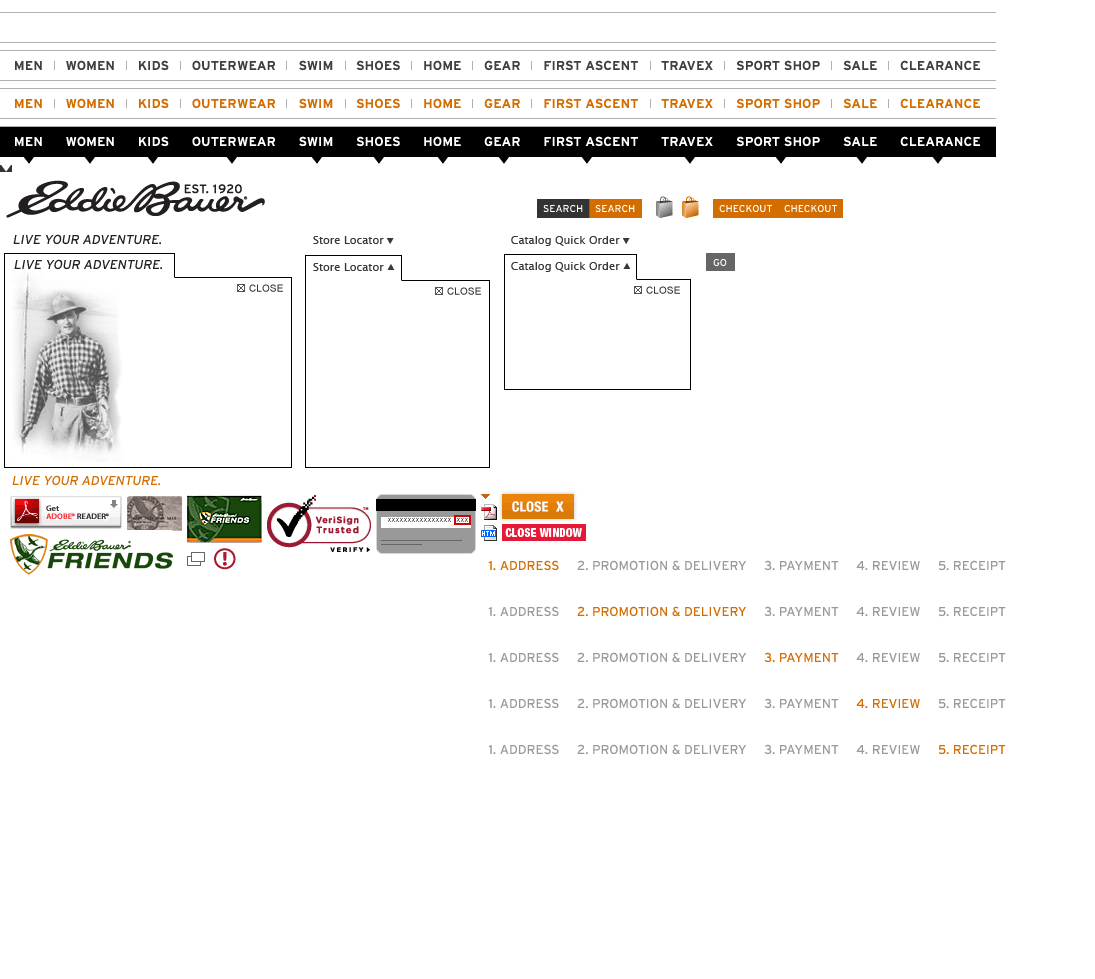 MEN WOMEN KIDS OUTERWEAR SWIM SHOES HOME GEAR FIRST ASCENT TRAVEX SPORT SHOP SALE CLEARANCE
MEN WOMEN KIDS OUTERWEAR SWIM SHOES HOME GEAR FIRST ASCENT TRAVEX SPORT SHOP SALE CLEARANCE
MEN WOMEN KIDS OUTERWEAR SWIM SHOES HOME GEAR FIRST ASCENT TRAVEX SPORT SHOP SALE CLEARANCE
EST. 1920
Eddie Bauer
SEARCH SEARCH CHECKOUT CHECKOUT
LIVE YOUR ADVENTURE. Store Locator ▾ Catalog Quick Order ▾
LIVE YOUR ADVENTURE. Store Locator ▴ Catalog Quick Order ▴ GO
CLOSE CLOSE CLOSE
LIVE YOUR ADVENTURE.
Get
ADOBE® READER®
FRIENDS
VeriSign
Trusted
VERIFY
XXXXXXXXXXXXXXXX XXX
CLOSE X
CLOSE WINDOW
Eddie Bauer
FRIENDS
1. ADDRESS 2. PROMOTION & DELIVERY 3. PAYMENT 4. REVIEW 5. RECEIPT
1. ADDRESS 2. PROMOTION & DELIVERY 3. PAYMENT 4. REVIEW 5. RECEIPT
1. ADDRESS 2. PROMOTION & DELIVERY 3. PAYMENT 4. REVIEW 5. RECEIPT
1. ADDRESS 2. PROMOTION & DELIVERY 3. PAYMENT 4. REVIEW 5. RECEIPT
1. ADDRESS 2. PROMOTION & DELIVERY 3. PAYMENT 4. REVIEW 5. RECEIPT